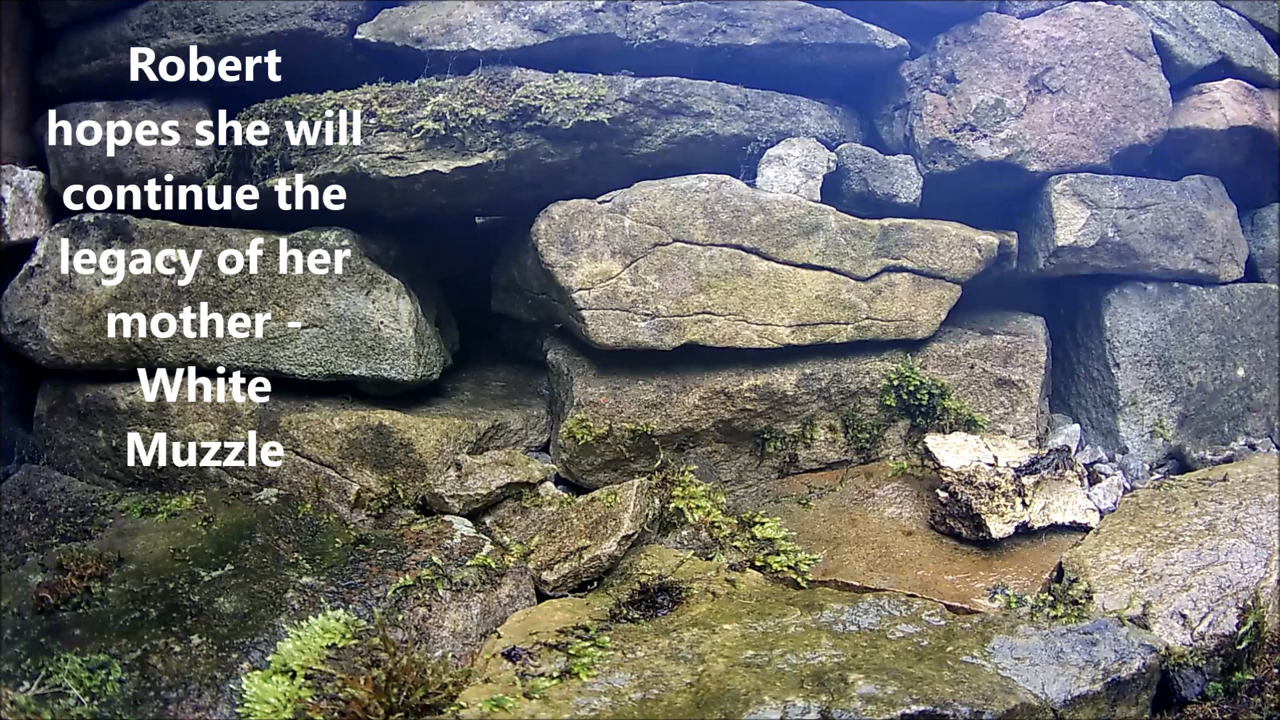 Robert
hopes she will
continue the
legacy of her
mother -
White
Muzzle